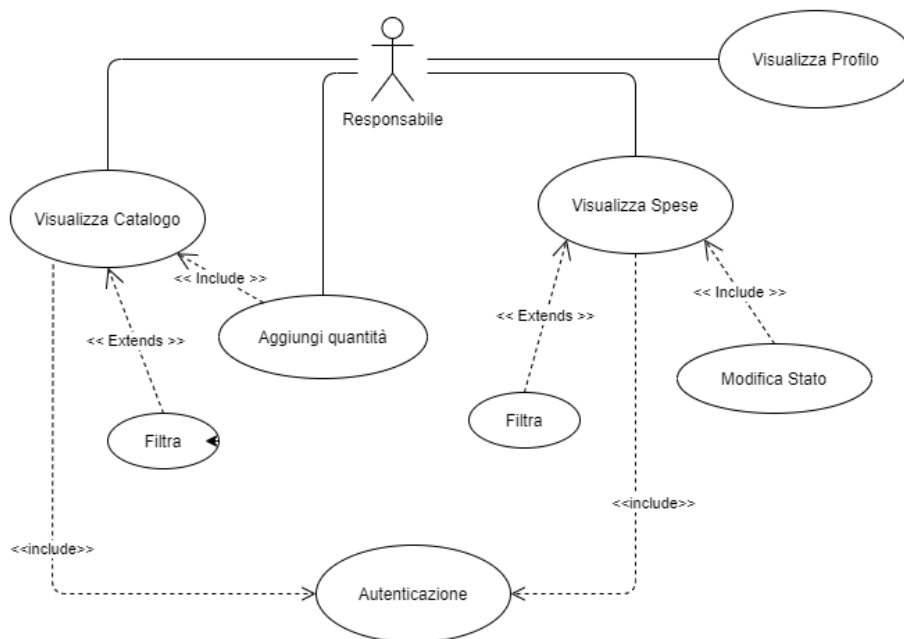 Visualizza Profilo
Responsabile
Visualizza Catalogo
Visualizza Spese
<< Include >>
<< Include >>
<< Extends >>
<< Extends >>
Aggiungi quantità
Modifica Stato
Filtra
Filtra
<<include>>
<<include>>
Autenticazione